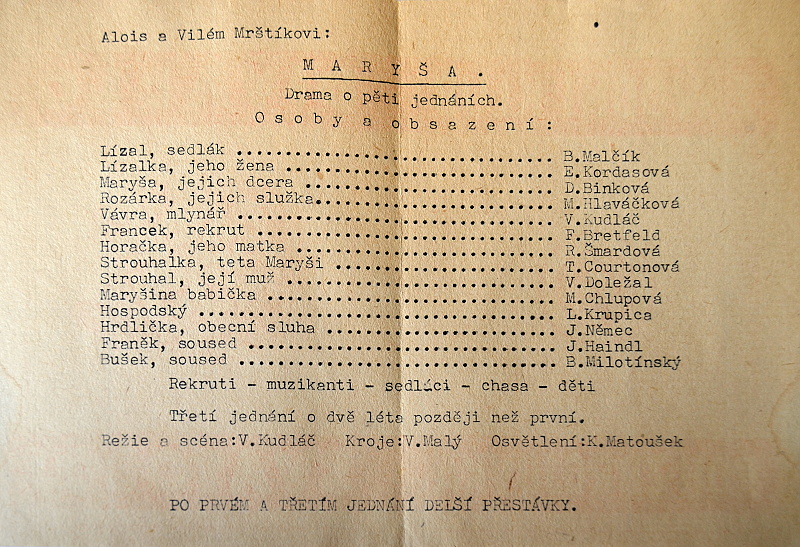 Alois a Vilém Mrštíkovi:
M A R Y Š A .
Drama o pěti jednáních.
O s o b y a o b s a z e n í :
Lízal, sedlák ................................ B.Malčík
Lízalka, jeho žena ........................... E.Kordasová
Maryša, jejich dcera ......................... D.Binková
Rozárka, jejich služka........................ M.Hlaváčková
Vávra, mlynář ................................ V.Kudláč
Francek, rekrut .............................. F.Bretfeld
Horačka, jeho matka .......................... R.Šmardová
Strouhalka, teta Maryši ...................... T.Courtonová
Strouhal, její muž ........................... V.Doležal
Maryšina babička ............................. M.Chlupová
Hospodský .................................... L.Krupica
Hrdlička, obecní sluha ....................... J.Němec
Franěk, soused ............................... J.Haindl
Bušek, soused ................................ B.Milotínský
Rekruti - muzikanti - sedláci - chasa - děti
Třetí jednání o dvě léta později než první.
Režie a scéna:V.Kudláč Kroje:V.Malý Osvětlení:K.Matoušek
PO PRVÉM A TŘETÍM JEDNÁNÍ DELŠÍ PŘESTÁVKY.